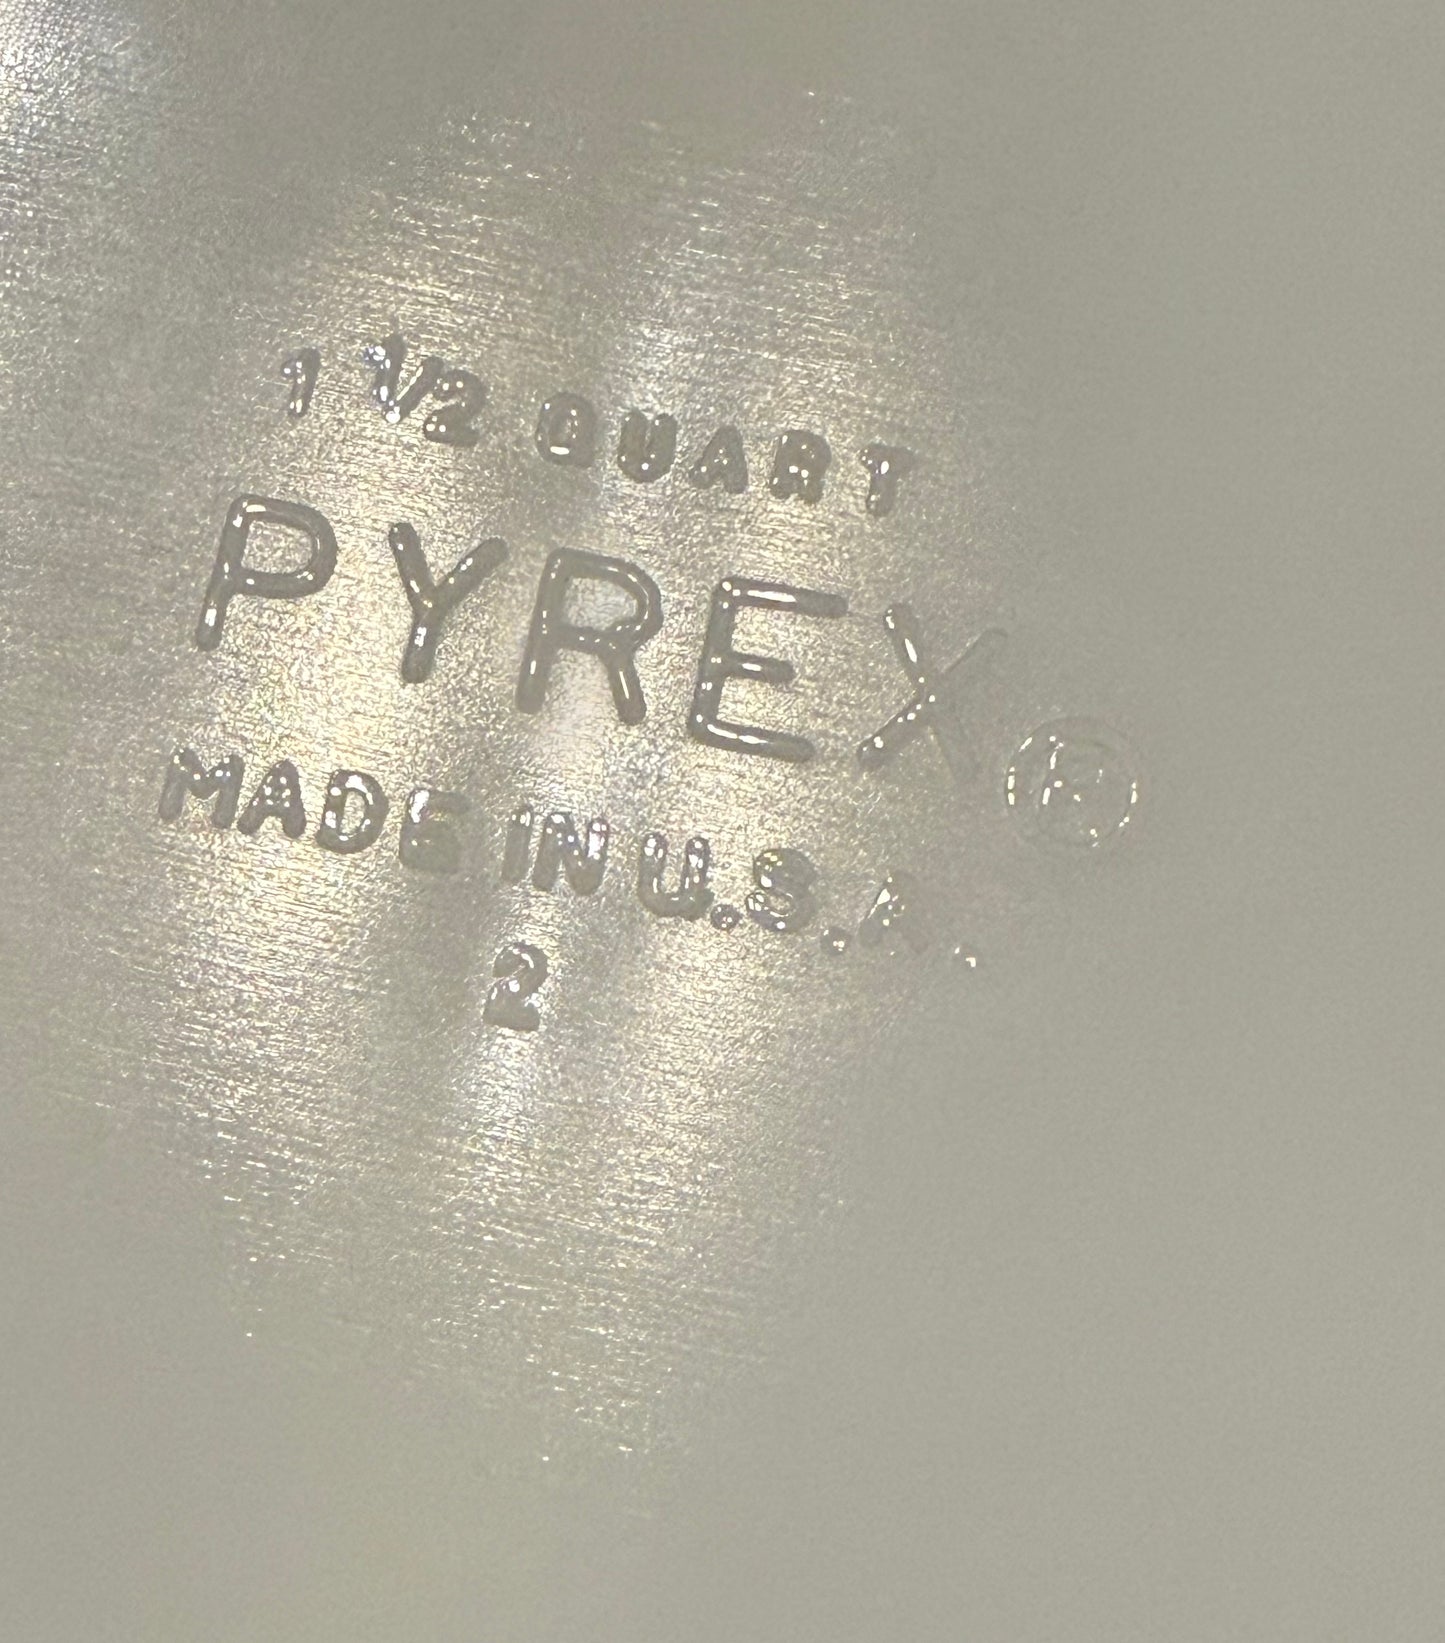 1 1/2 QUART
PYREX®
MADE IN U.S.A.
2